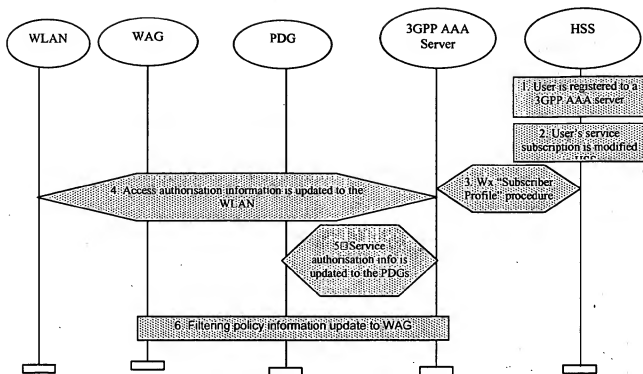 WLAN
WAG
PDG
3GPP AAA
Server
HSS
1. User is registered to a
3GPP AAA server
2. User's service
subscription is modified
3. Wx "Subscriber
Profile" procedure
4. Access authorisation information is updated to the
WLAN
5 Service
authorisation info is
updated to the PDGs
6. Filtering policy information update to WAG